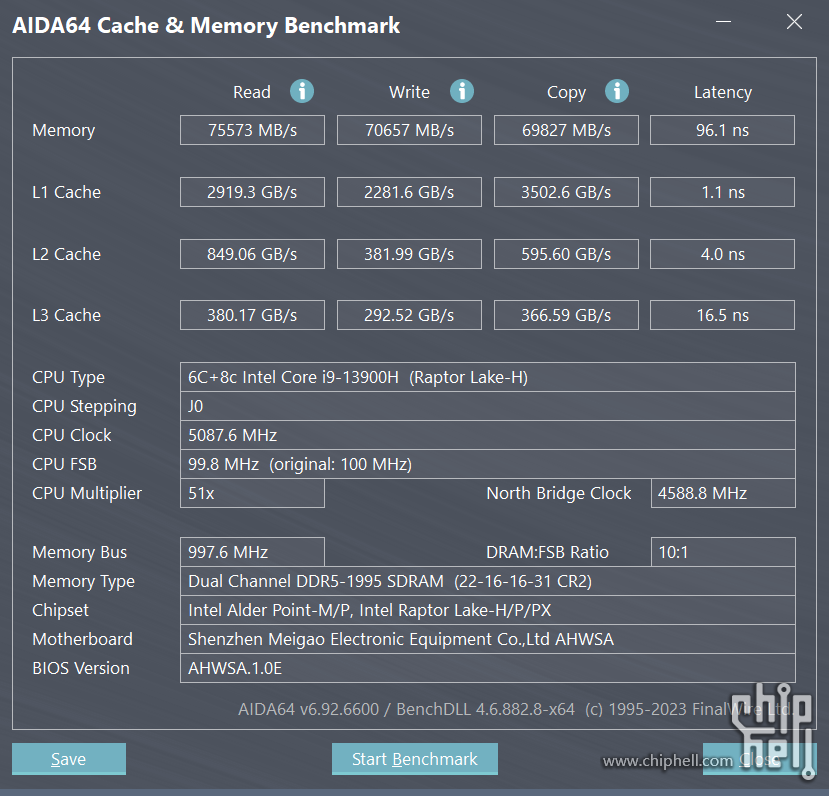 AIDA64 Cache & Memory Benchmark
Read Write Copy Latency
Memory 75573 MB/s 70657 MB/s 69827 MB/s 96.1 ns
L1 Cache 2919.3 GB/s 2281.6 GB/s 3502.6 GB/s 1.1 ns
L2 Cache 849.06 GB/s 381.99 GB/s 595.60 GB/s 4.0 ns
L3 Cache 380.17 GB/s 292.52 GB/s 366.59 GB/s 16.5 ns
CPU Type 6C+8c Intel Core i9-13900H (Raptor Lake-H)
CPU Stepping J0
CPU Clock 5087.6 MHz
CPU FSB 99.8 MHz (original: 100 MHz)
CPU Multiplier 51x North Bridge Clock 4588.8 MHz
Memory Bus 997.6 MHz DRAM:FSB Ratio 10:1
Memory Type Dual Channel DDR5-1995 SDRAM (22-16-16-31 CR2)
Chipset Intel Alder Point-M/P, Intel Raptor Lake-H/P/PX
Motherboard Shenzhen Meigao Electronic Equipment Co.,Ltd AHWSA
BIOS Version AHWSA.1.0E
AIDA64 v6.92.6600 / BenchDLL 4.6.882.8-x64 (c) 1995-2023 FinalWire Ltd.
Save Start Benchmark Close
www.chiphell.com
chip
hell